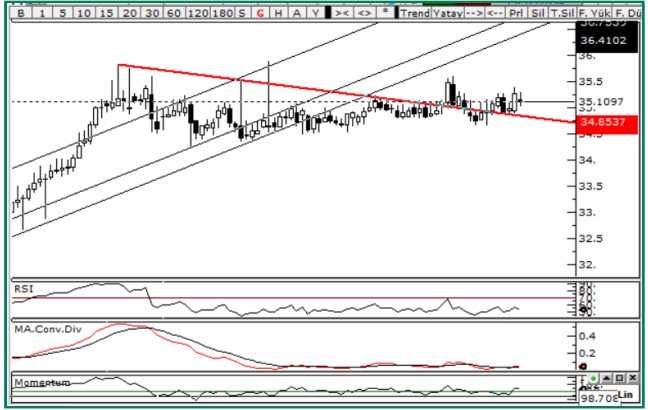 B 1 5 10 15 20 30 60 120 180 S G H A Y >< <> * Trend Yatay --> <-- Prl Sil T.Sil F. Yük F. Dü
36.4102
36.
35.5
35.1097
34.8537
34.
33.5
33.
32.5
32.
RSI
MA.Conv.Div
0.4
0.2
Momentum
98.708 Lin